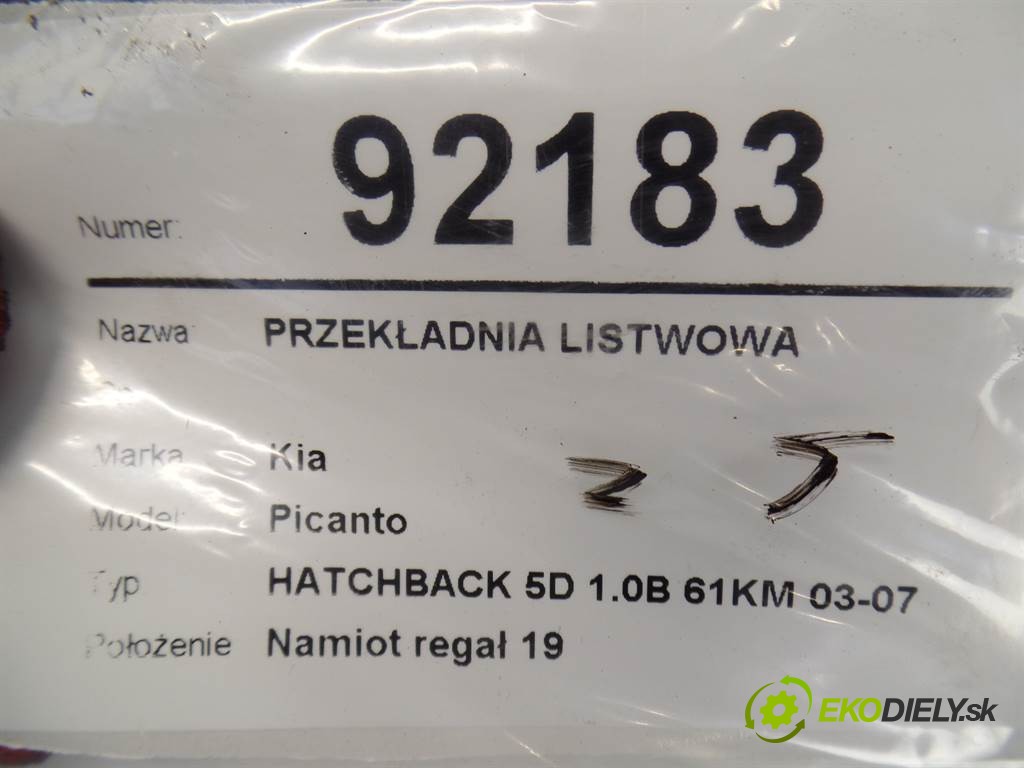 Numer: 92183
Nazwa: PRZEKŁADNIA LISTWOWA
Marka Kia
Model: Picanto
Typ HATCHBACK 5D 1.0B 61KM 03-07
Położenie Namiot regał 19
25
EKODIELY.sk